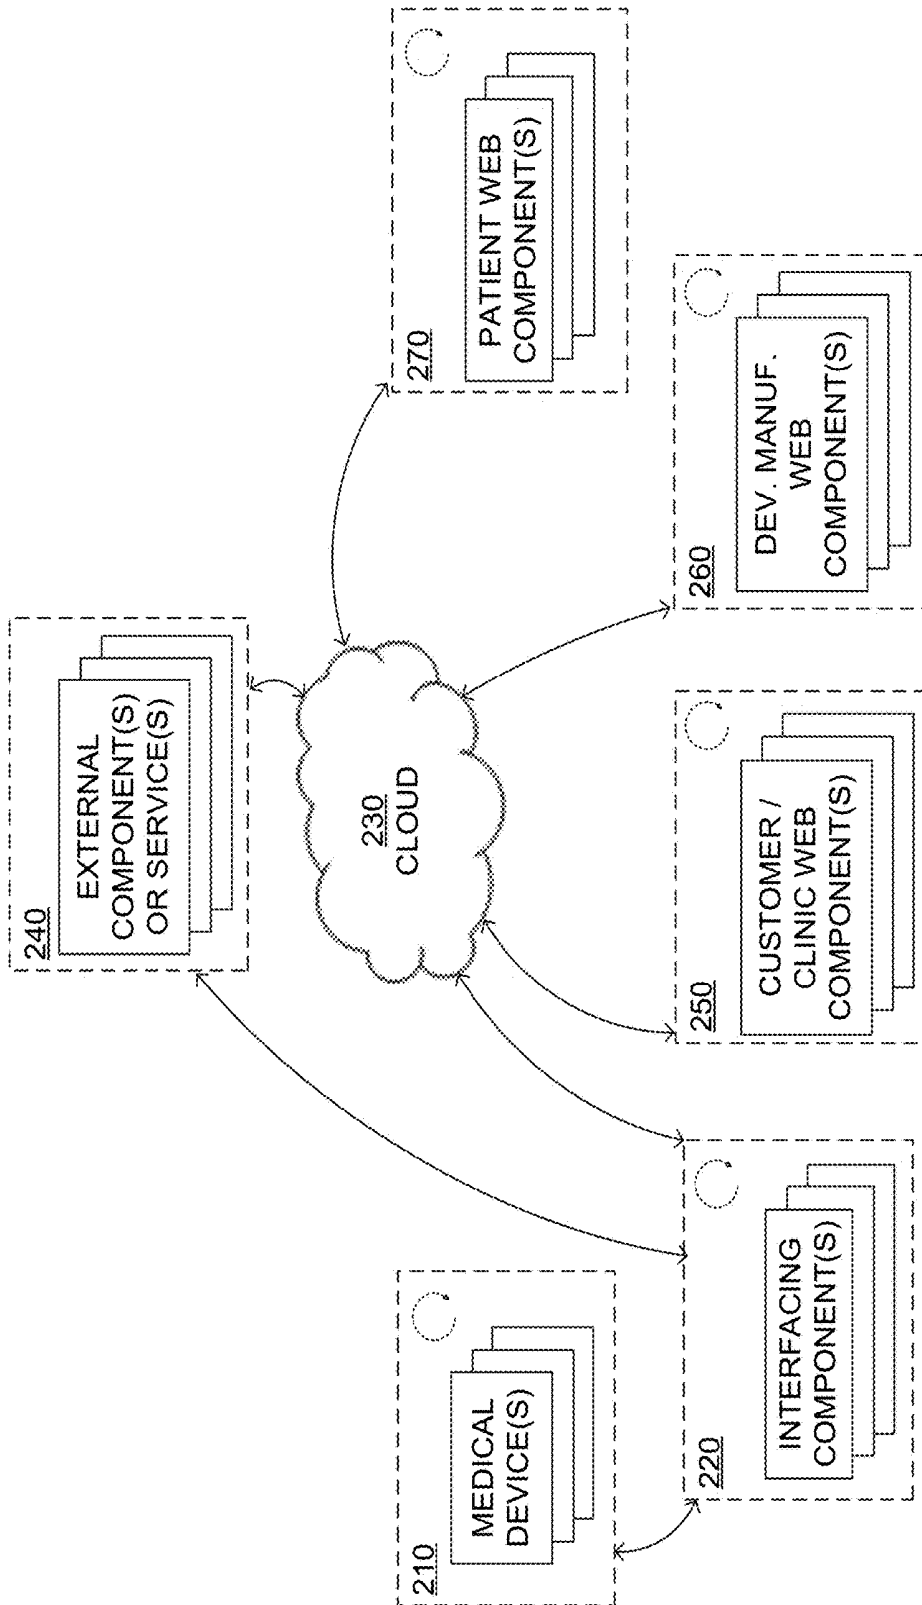 240
EXTERNAL
COMPONENT(S)
OR SERVICE(S)
230
CLOUD
210
MEDICAL
DEVICE(S)
270
PATIENT WEB
COMPONENT(S)
220
INTERFACING
COMPONENT(S)
250
CUSTOMER /
CLINIC WEB
COMPONENT(S)
260
DEV. MANUF.
WEB
COMPONENT(S)